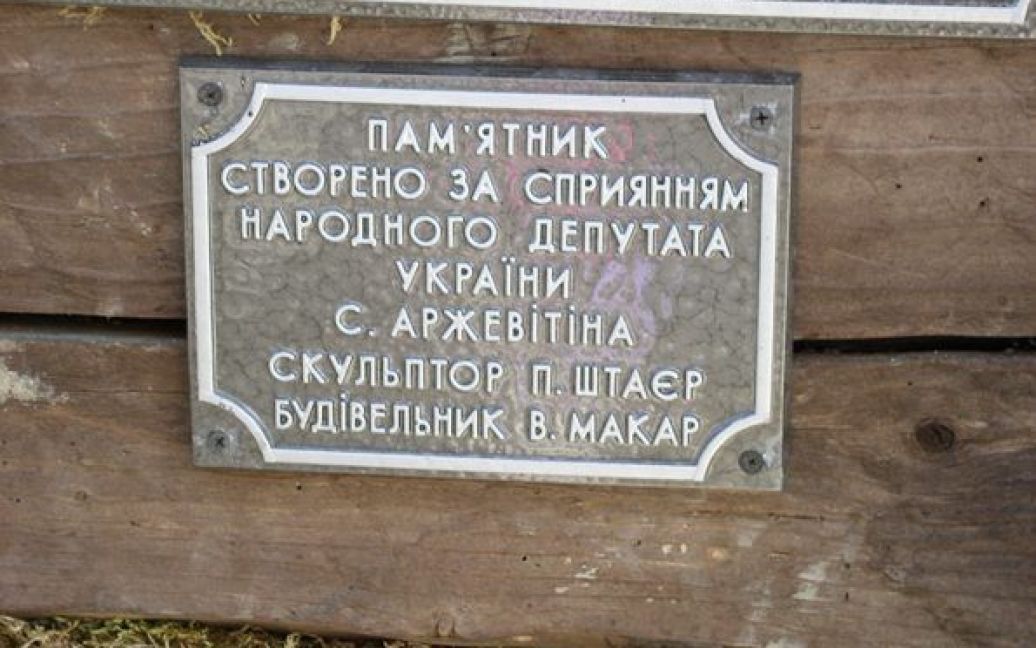 ПАМ'ЯТНИК
СТВОРЕНО ЗА СПРИЯННЯМ
НАРОДНОГО ДЕПУТАТА
УКРАЇНИ
С. АРЖЕВІТІНА
СКУЛЬПТОР П. ШТАЄР
БУДІВЕЛЬНИК В. МАКАР